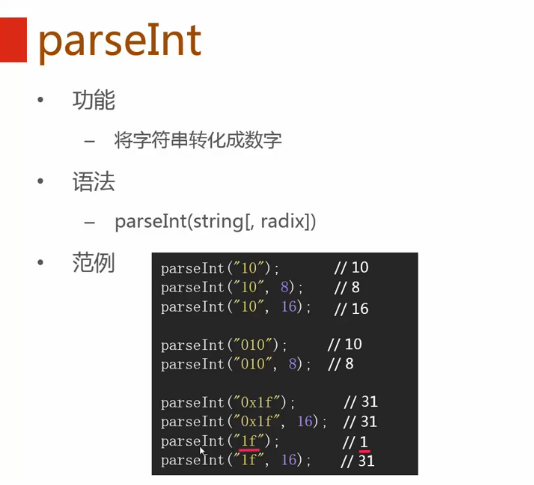 parseInt
• 功能
– 将字符串转化成数字
• 语法
– parseInt(string[, radix])
• 范例
parseInt("10"); // 10
parseInt("10", 8); // 8
parseInt("10", 16); // 16
parseInt("010"); // 10
parseInt("010", 8); // 8
parseInt("0x1f"); // 31
parseInt("0x1f", 16); // 31
parseInt("1f"); // 1
parseInt("1f", 16); // 31